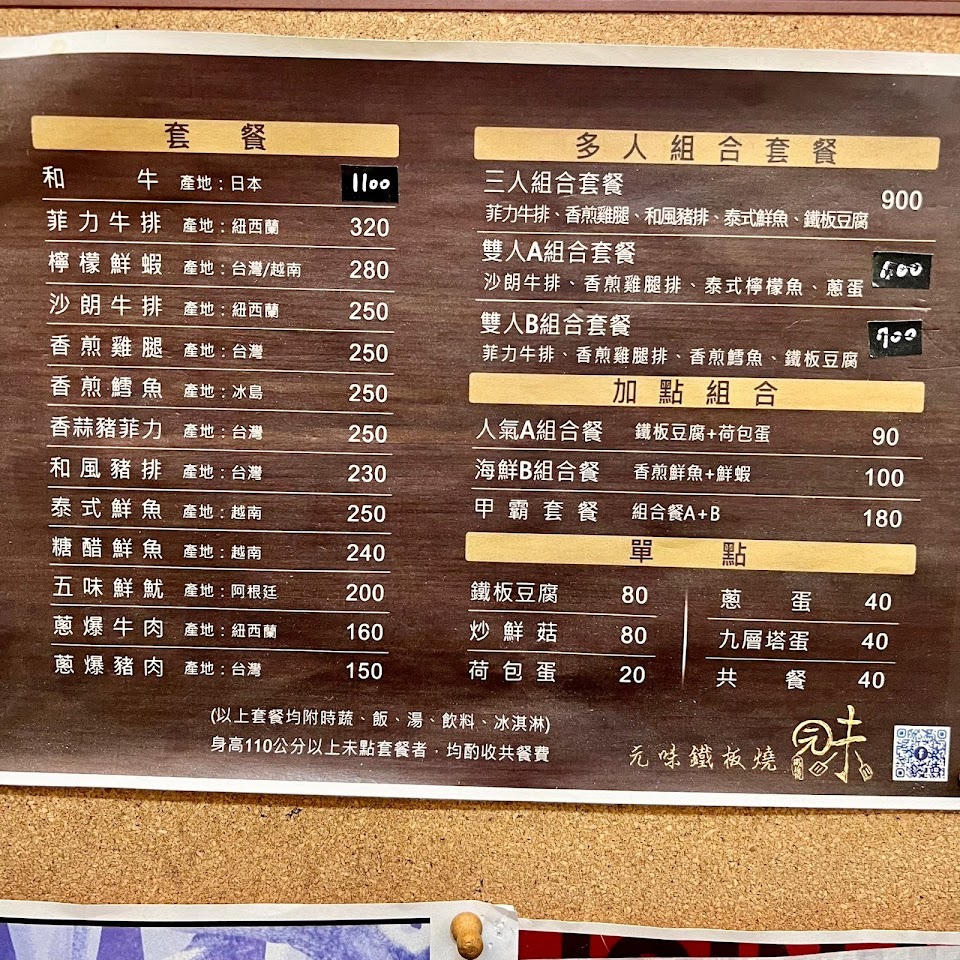 套餐
和牛 產地：日本 1100
菲力牛排 產地：紐西蘭 320
檸檬鮮蝦 產地：台灣/越南 280
沙朗牛排 產地：紐西蘭 250
香煎雞腿 產地：台灣 250
香煎鱈魚 產地：冰島 250
香蒜豬菲力 產地：台灣 250
和風豬排 產地：台灣 230
泰式鮮魚 產地：越南 250
糖醋鮮魚 產地：越南 240
五味鮮魷 產地：阿根廷 200
蔥爆牛肉 產地：紐西蘭 160
蔥爆豬肉 產地：台灣 150
(以上套餐均附時蔬、飯、湯、飲料、冰淇淋)
身高110公分以上未點套餐者，均酌收共餐費
多人組合套餐
三人組合套餐 900
菲力牛排、香煎雞腿、和風豬排、泰式鮮魚、鐵板豆腐
雙人A組合套餐
沙朗牛排、香煎雞腿排、泰式檸檬魚、蔥蛋
雙人B組合套餐 700
菲力牛排、香煎雞腿排、香煎鱈魚、鐵板豆腐
加點組合
人氣A組合餐 鐵板豆腐+荷包蛋 90
海鮮B組合餐 香煎鮮魚+鮮蝦 100
甲霸套餐 組合餐A+B 180
單點
鐵板豆腐 80
炒鮮菇 80
荷包蛋 20
蔥蛋 40
九層塔蛋 40
共餐 40
元味鐵板燒
元味